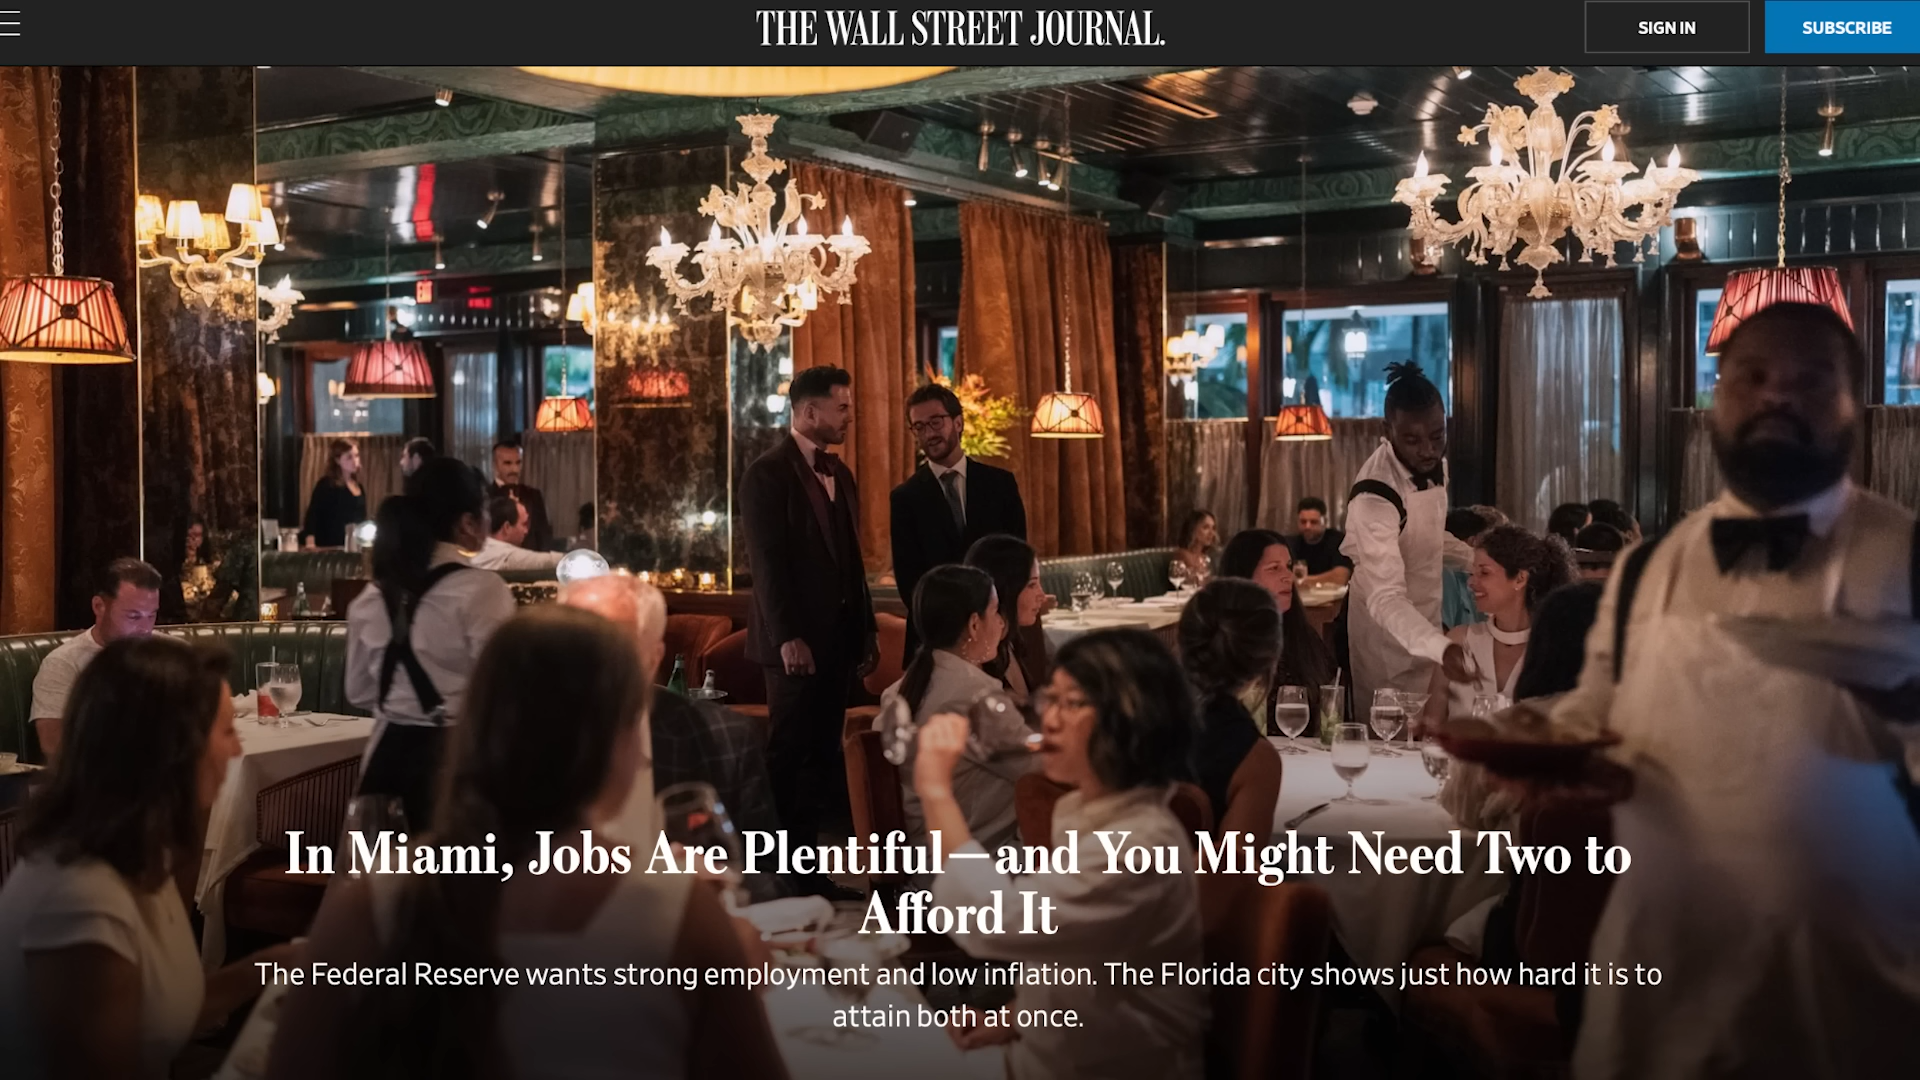 THE WALL STREET JOURNAL.
SIGN IN
SUBSCRIBE
In Miami, Jobs Are Plentiful—and You Might Need Two to
Afford It
The Federal Reserve wants strong employment and low inflation. The Florida city shows just how hard it is to
attain both at once.